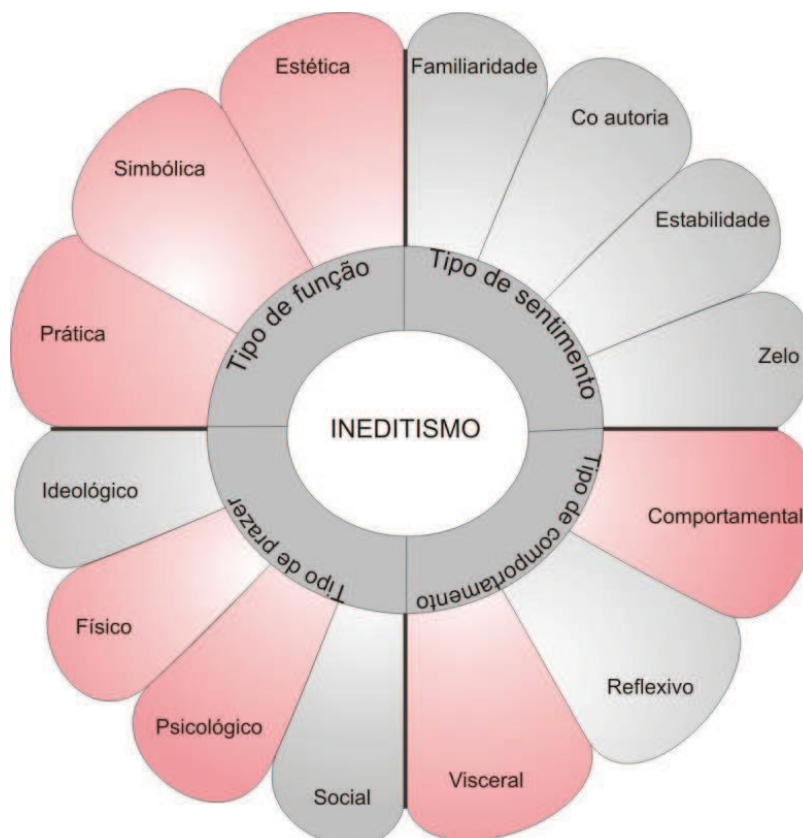 Estética
Familiaridade
Co autoria
Simbólica
Estabilidade
Tipo de função
Tipo de sentimento
Prática
Zelo
INEDITISMO
Ideológico
Comportamental
Tipo de prazer
Tipo de comportamento
Físico
Reflexivo
Psicológico
Visceral
Social